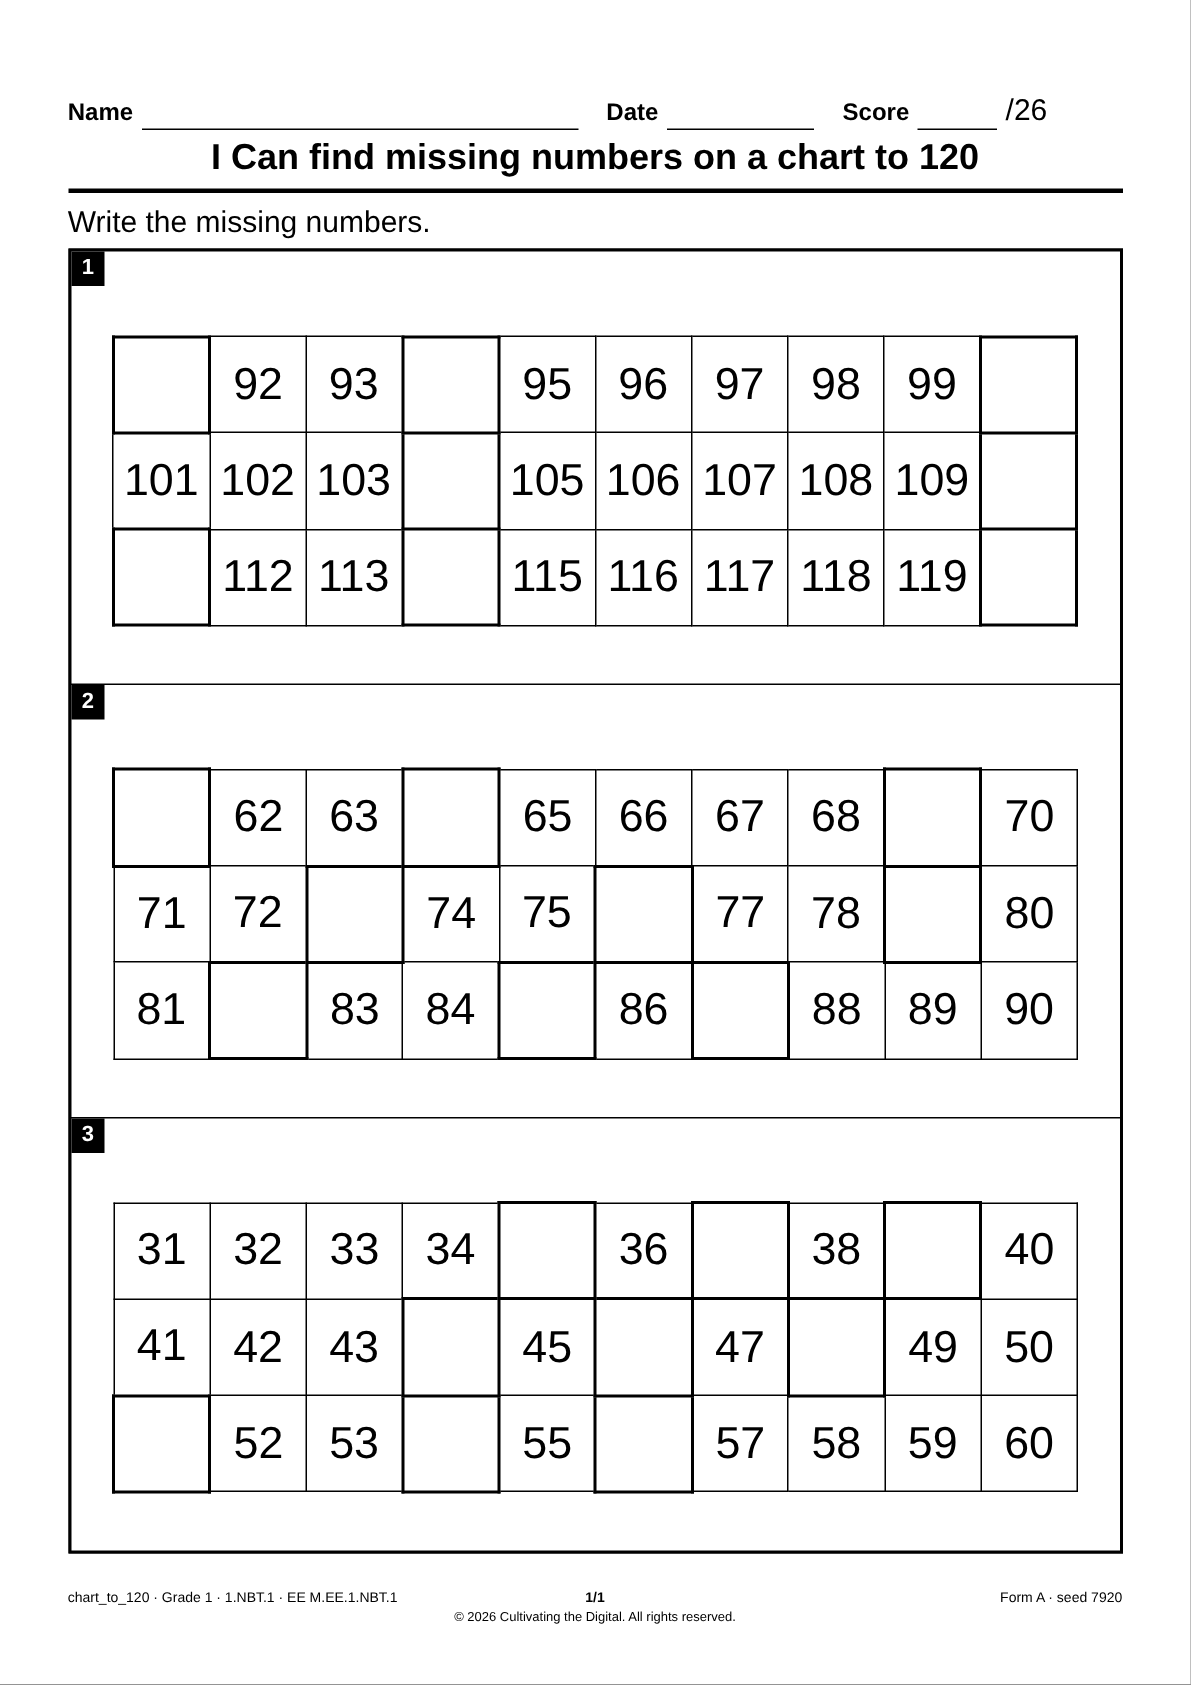 Name Date Score /26
I Can find missing numbers on a chart to 120
Write the missing numbers.
1
92 93 95 96 97 98 99
101 102 103 105 106 107 108 109
112 113 115 116 117 118 119
2
62 63 65 66 67 68 70
71 72 74 75 77 78 80
81 83 84 86 88 89 90
3
31 32 33 34 36 38 40
41 42 43 45 47 49 50
52 53 55 57 58 59 60
chart_to_120 · Grade 1 · 1.NBT.1 · EE M.EE.1.NBT.1 1/1 Form A · seed 7920
© 2026 Cultivating the Digital. All rights reserved.